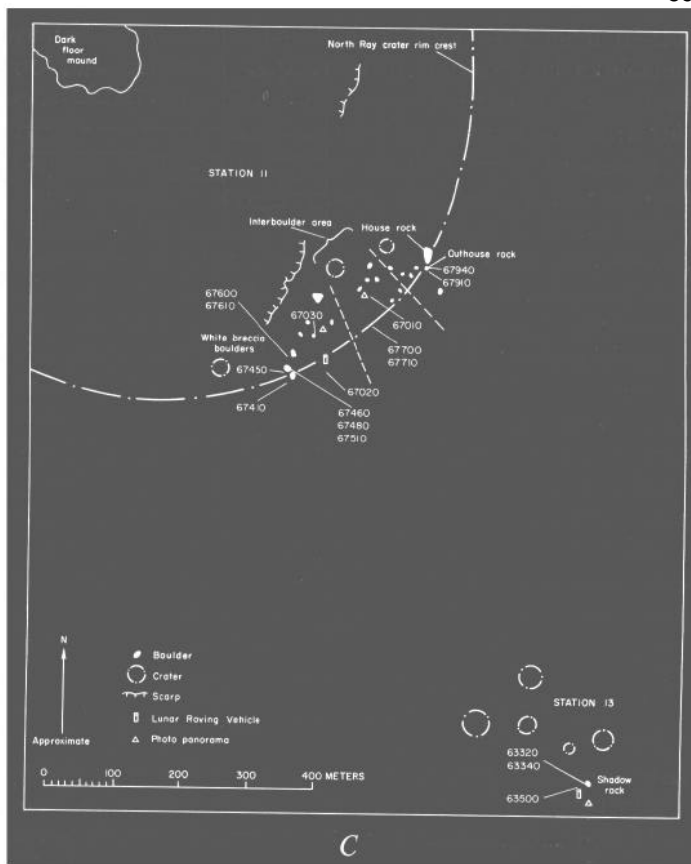 Dark
floor
mound
North Ray crater rim crest
STATION 11
Interboulder area
House rock
Outhouse rock
67940
67910
67600
67610
67030
67010
White breccia
boulders
67700
67710
67450
67020
67410
67460
67480
67510
N
Approximate
Boulder
Crater
Scarp
Lunar Roving Vehicle
Photo panorama
0 100 200 300 400 METERS
STATION 13
63320
63340
Shadow
rock
63500
C